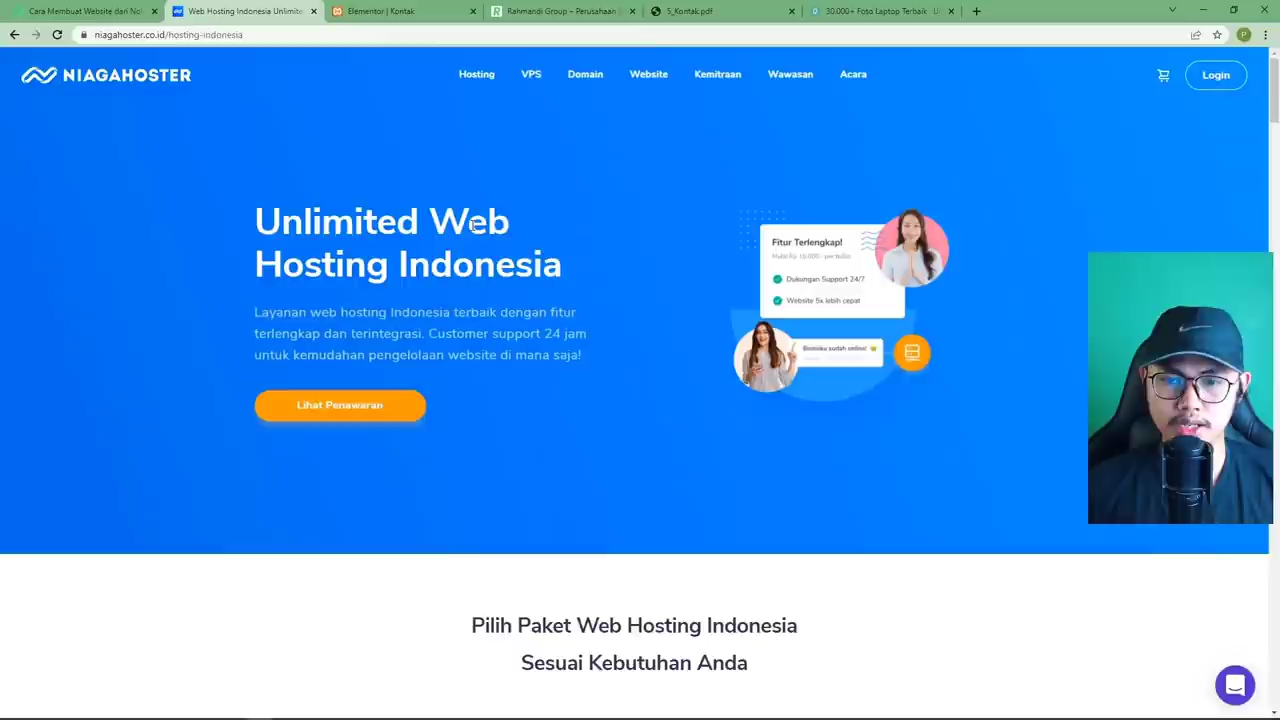 Cara Membuat Website dari Nol
Web Hosting Indonesia Unlimite
Elementor | Kontak
Rahmandi Group – Perusahaan
5_Kontak.pdf
30.000+ Foto Laptop Terbaik
niagahoster.co.id/hosting-indonesia
P
NIAGAHOSTER
Hosting
VPS
Domain
Website
Kemitraan
Wawasan
Acara
Login
Unlimited Web
Hosting Indonesia
Layanan web hosting Indonesia terbaik dengan fitur
terlengkap dan terintegrasi. Customer support 24 jam
untuk kemudahan pengelolaan website di mana saja!
Lihat Penawaran
Fitur Terlengkap!
Dukungan Support 24/7
Website 5x lebih cepat
Bisnisku sudah online!
Pilih Paket Web Hosting Indonesia
Sesuai Kebutuhan Anda